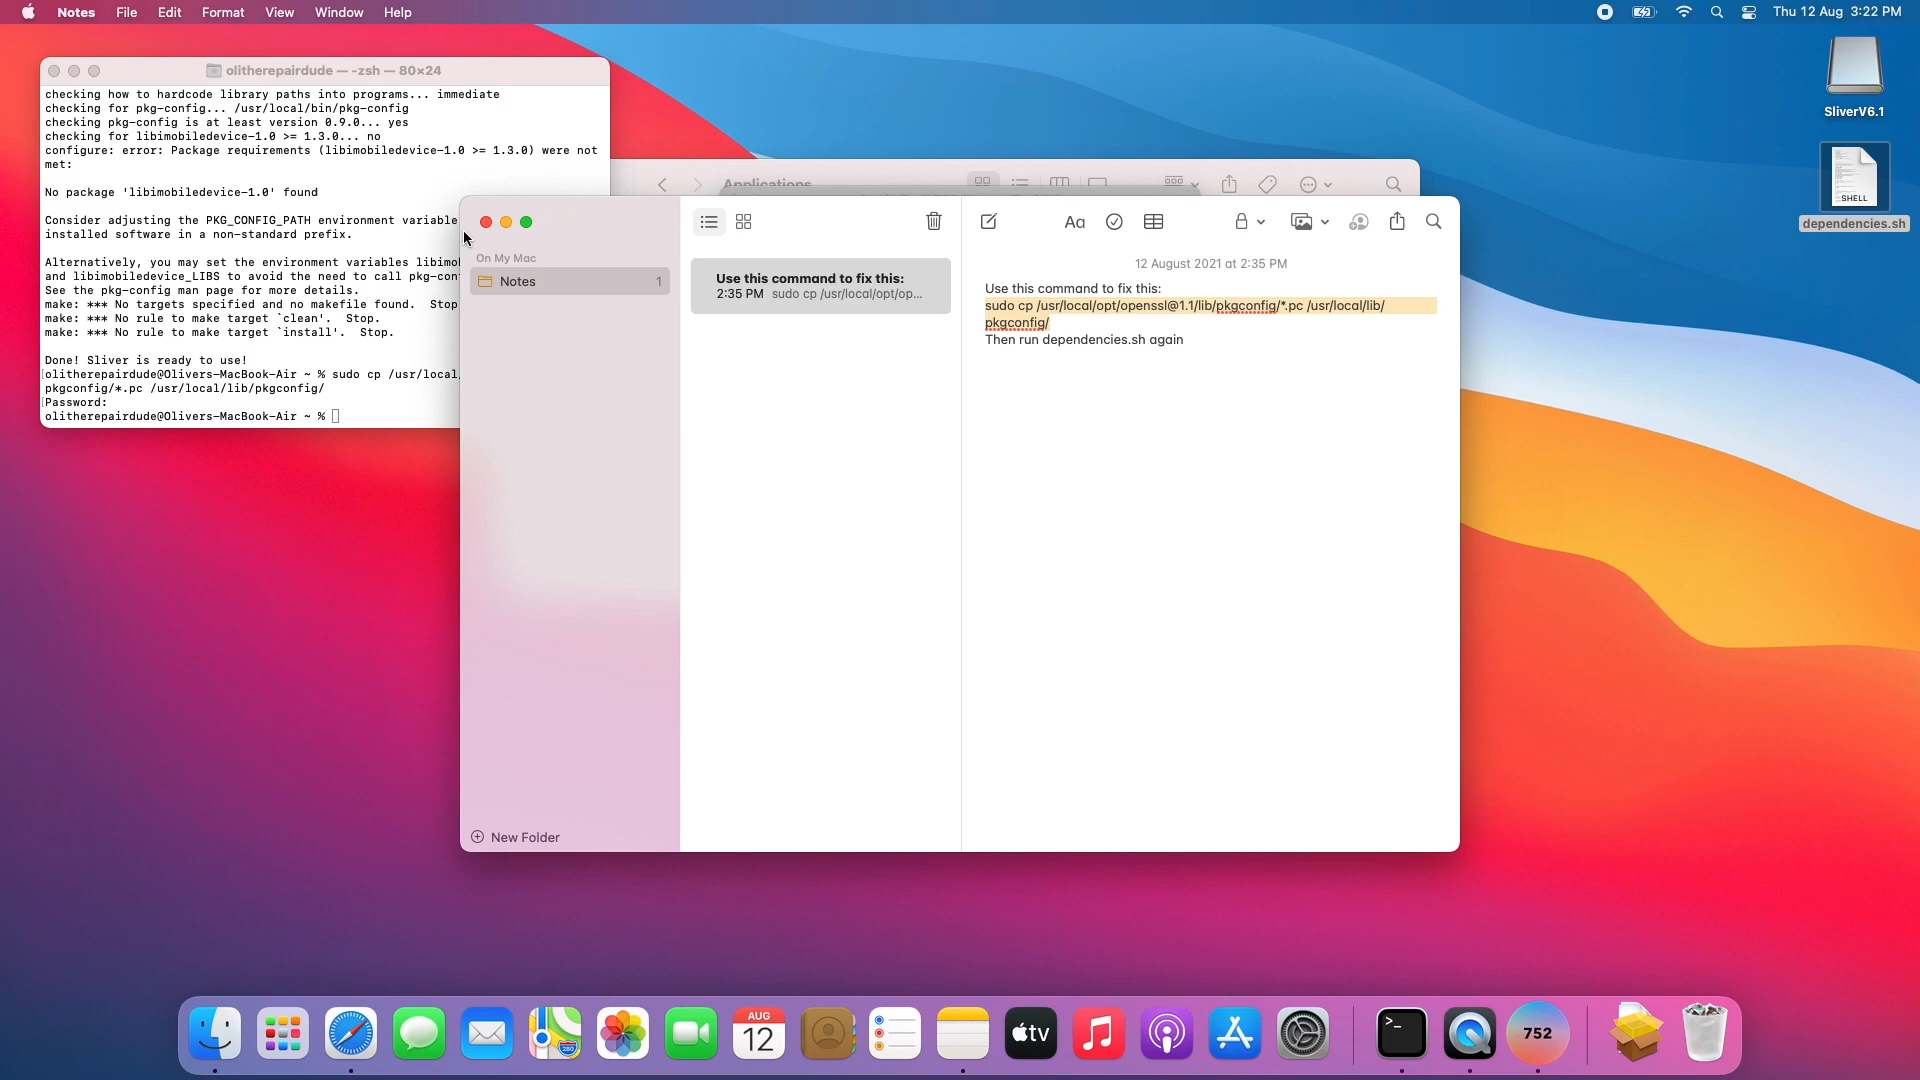 Notes File Edit Format View Window Help
Thu 12 Aug 3:22 PM
olitherepairdude — -zsh — 80×24
checking how to hardcode library paths into programs... immediate
checking for pkg-config... /usr/local/bin/pkg-config
checking pkg-config is at least version 0.9.0... yes
checking for libimobiledevice-1.0 >= 1.3.0... no
configure: error: Package requirements (libimobiledevice-1.0 >= 1.3.0) were not
met:
No package 'libimobiledevice-1.0' found
Consider adjusting the PKG_CONFIG_PATH environment variable
installed software in a non-standard prefix.
Alternatively, you may set the environment variables libimob
and libimobiledevice_LIBS to avoid the need to call pkg-con
See the pkg-config man page for more details.
make: *** No targets specified and no makefile found.  Stop
make: *** No rule to make target `clean'.  Stop.
make: *** No rule to make target `install'.  Stop.
Done! Sliver is ready to use!
[olitherepairdude@Olivers-MacBook-Air ~ % sudo cp /usr/local/
pkgconfig/*.pc /usr/local/lib/pkgconfig/
[Password:
olitherepairdude@Olivers-MacBook-Air ~ %
Applications
On My Mac
Notes 1
New Folder
Use this command to fix this:
2:35 PM sudo cp /usr/local/opt/op...
Aa
12 August 2021 at 2:35 PM
Use this command to fix this:
sudo cp /usr/local/opt/openssl@1.1/lib/pkgconfig/*.pc /usr/local/lib/
pkgconfig/
Then run dependencies.sh again
SliverV6.1
SHELL
dependencies.sh
280
AUG
12
tv
>_
752